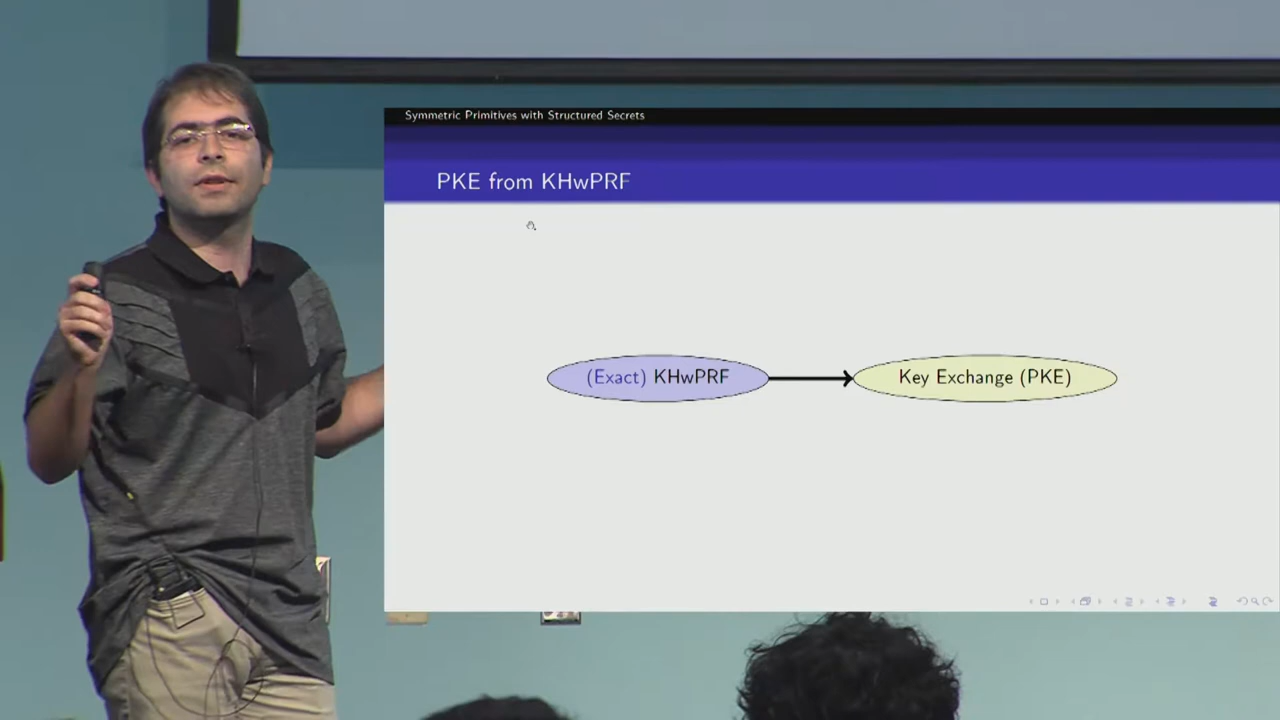 Symmetric Primitives with Structured Secrets
PKE from KHwPRF
(Exact) KHwPRF
Key Exchange (PKE)